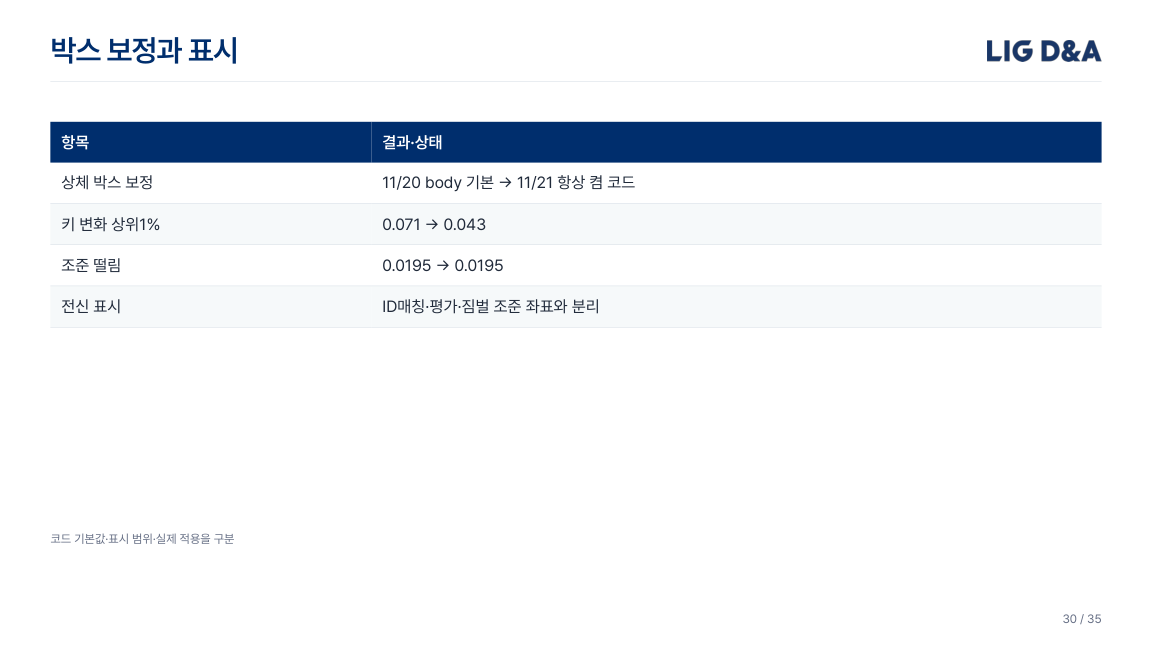 박스 보정과 표시
LIG D&A
항목 결과·상태
상체 박스 보정 11/20 body 기본 → 11/21 항상 켬 코드
키 변화 상위1% 0.071 → 0.043
조준 떨림 0.0195 → 0.0195
전신 표시 ID매칭·평가·짐벌 조준 좌표와 분리
코드 기본값·표시 범위·실제 적용을 구분
30 / 35